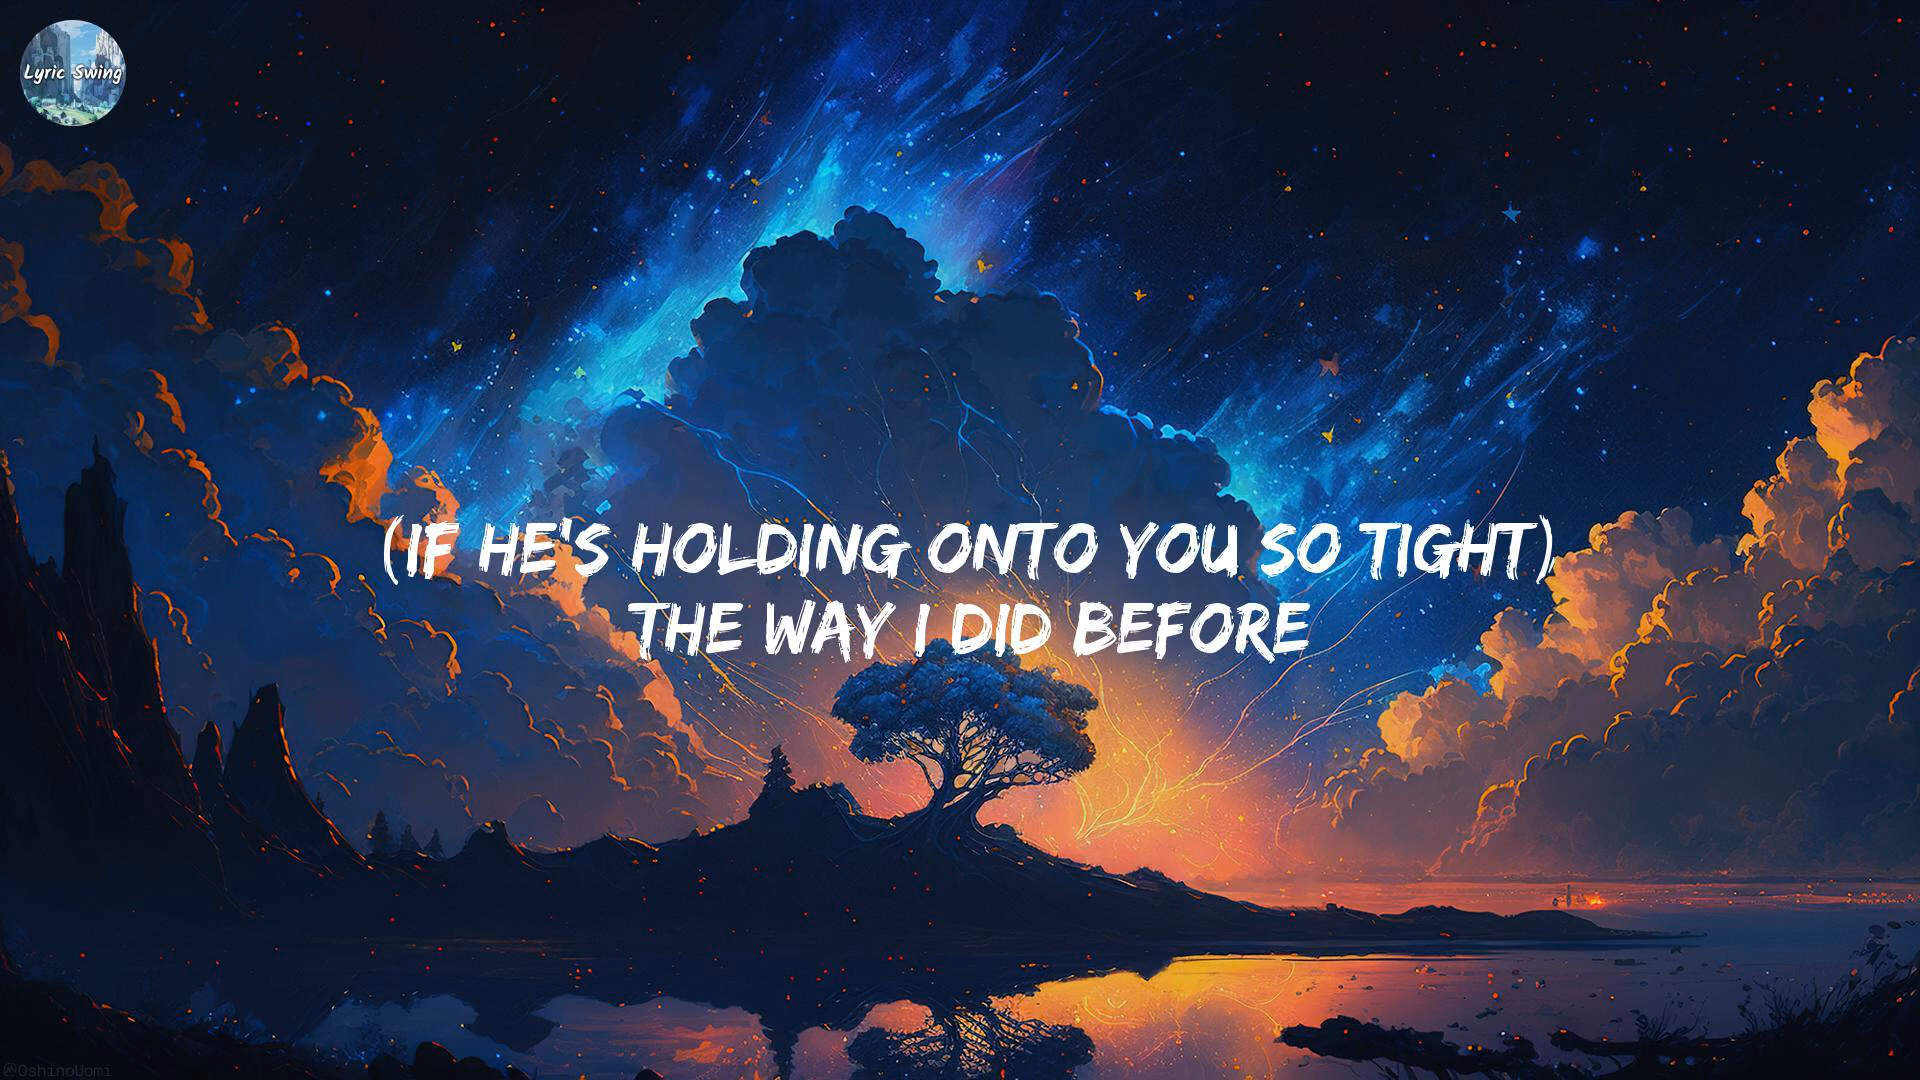 Lyric Swing
(IF HE'S HOLDING ONTO YOU SO TIGHT)
THE WAY I DID BEFORE
@OshinoUomi